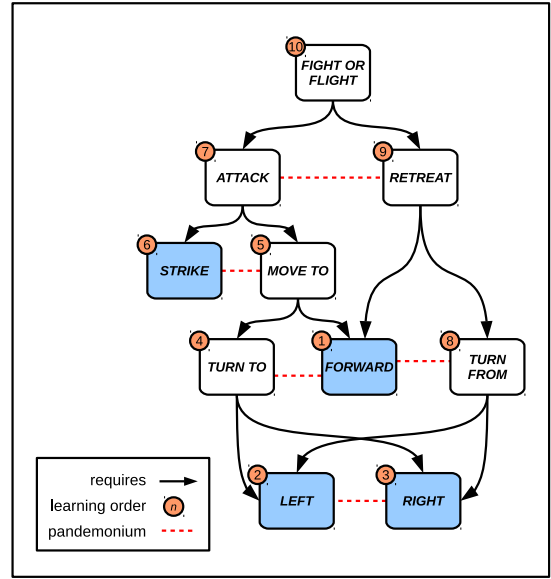 10
FIGHT OR
FLIGHT
7
ATTACK
9
RETREAT
6
STRIKE
5
MOVE TO
4
TURN TO
1
FORWARD
8
TURN
FROM
2
LEFT
3
RIGHT
requires
learning order n
pandemonium